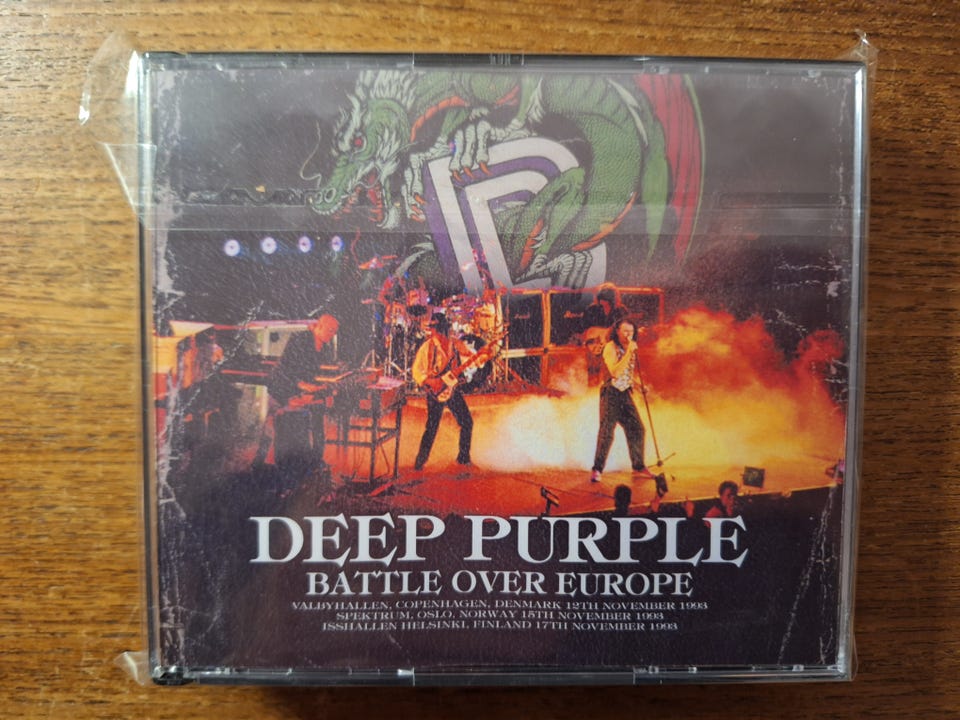 DEEP PURPLE
BATTLE OVER EUROPE
VALBYHALLEN, COPENHAGEN, DENMARK 12TH NOVEMBER 1993
SPEKTRUM, OSLO, NORWAY 15TH NOVEMBER 1993
ISSHALLEN HELSINKI, FINLAND 17TH NOVEMBER 1993